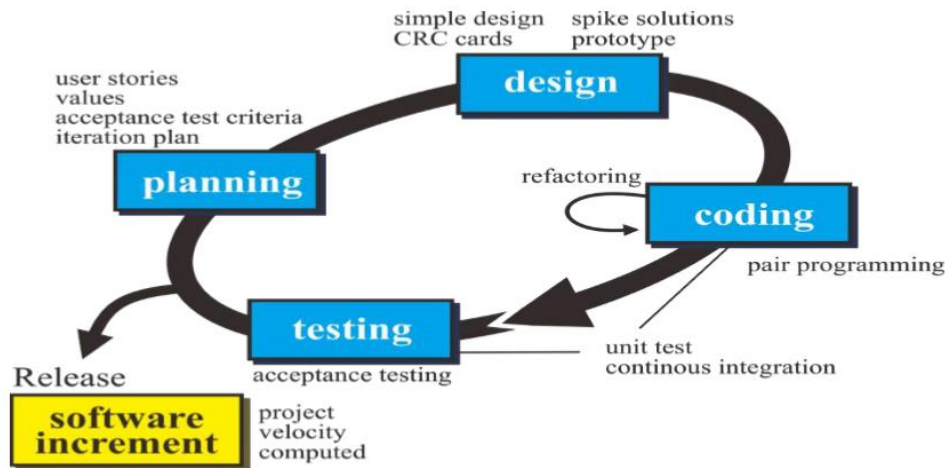 simple design
CRC cards
spike solutions
prototype
design
user stories
values
acceptance test criteria
iteration plan
planning
refactoring
coding
pair programming
testing
acceptance testing
unit test
continous integration
Release
software
increment
project
velocity
computed